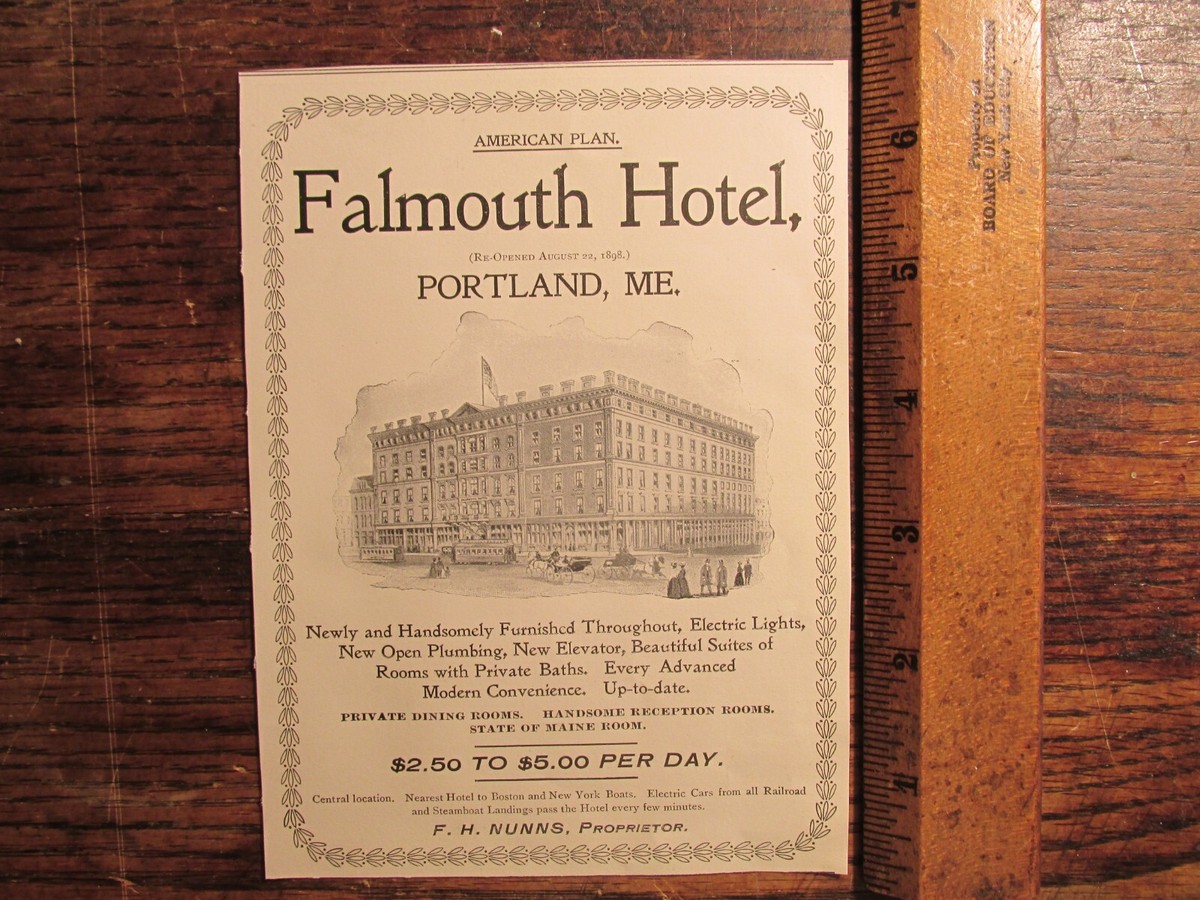 AMERICAN PLAN.
Falmouth Hotel,
(RE-OPENED AUGUST 22, 1898.)
PORTLAND, ME.
Newly and Handsomely Furnished Throughout, Electric Lights,
New Open Plumbing, New Elevator, Beautiful Suites of
Rooms with Private Baths. Every Advanced
Modern Convenience. Up-to-date.
PRIVATE DINING ROOMS. HANDSOME RECEPTION ROOMS.
STATE OF MAINE ROOM.
$2.50 TO $5.00 PER DAY.
Central location. Nearest Hotel to Boston and New York Boats. Electric Cars from all Railroad
and Steamboat Landings pass the Hotel every few minutes.
F. H. NUNNS, PROPRIETOR.
7
6
5
4
3
2
1
Property of
BOARD OF EDUCATION
New York City